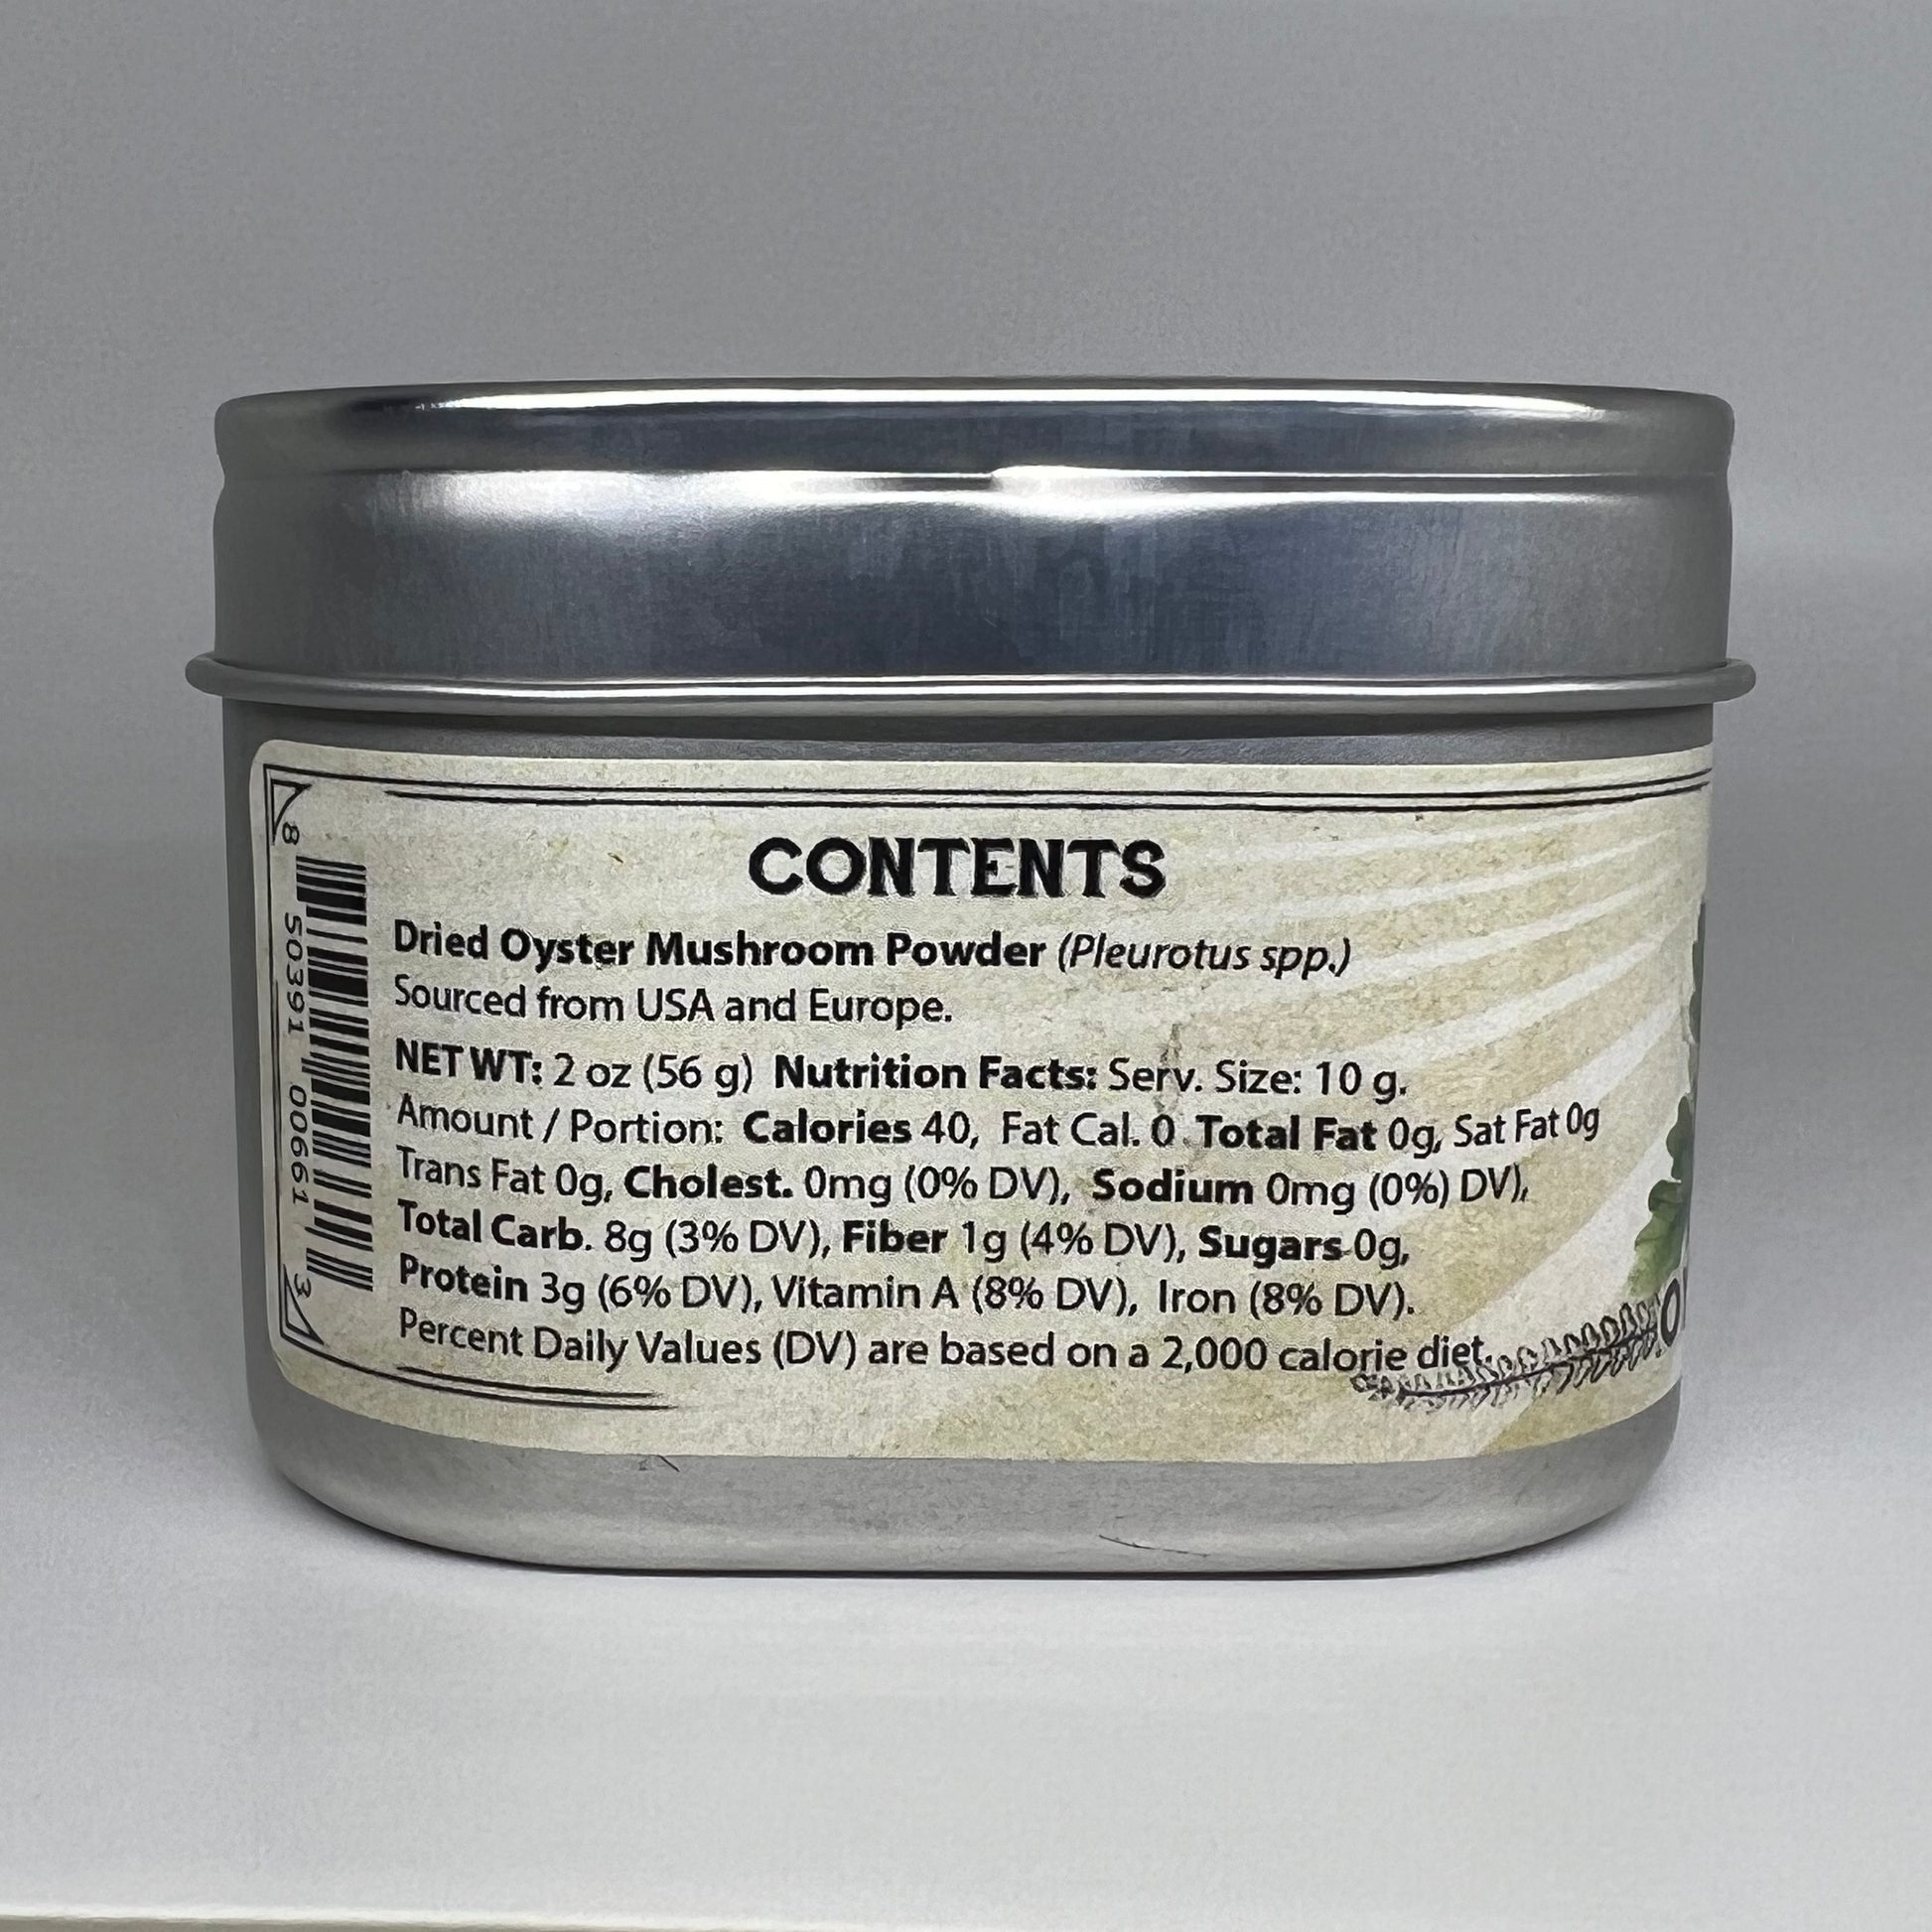 CONTENTS
Dried Oyster Mushroom Powder (Pleurotus spp.)
Sourced from USA and Europe.
NET WT: 2 oz (56 g) Nutrition Facts: Serv. Size: 10 g.
Amount / Portion: Calories 40, Fat Cal. 0 Total Fat 0g, Sat Fat 0g
Trans Fat 0g, Cholest. 0mg (0% DV), Sodium 0mg (0%) DV),
Total Carb. 8g (3% DV), Fiber 1g (4% DV), Sugars 0g,
Protein 3g (6% DV), Vitamin A (8% DV), Iron (8% DV).
Percent Daily Values (DV) are based on a 2,000 calorie diet.
8 50391 00661 3